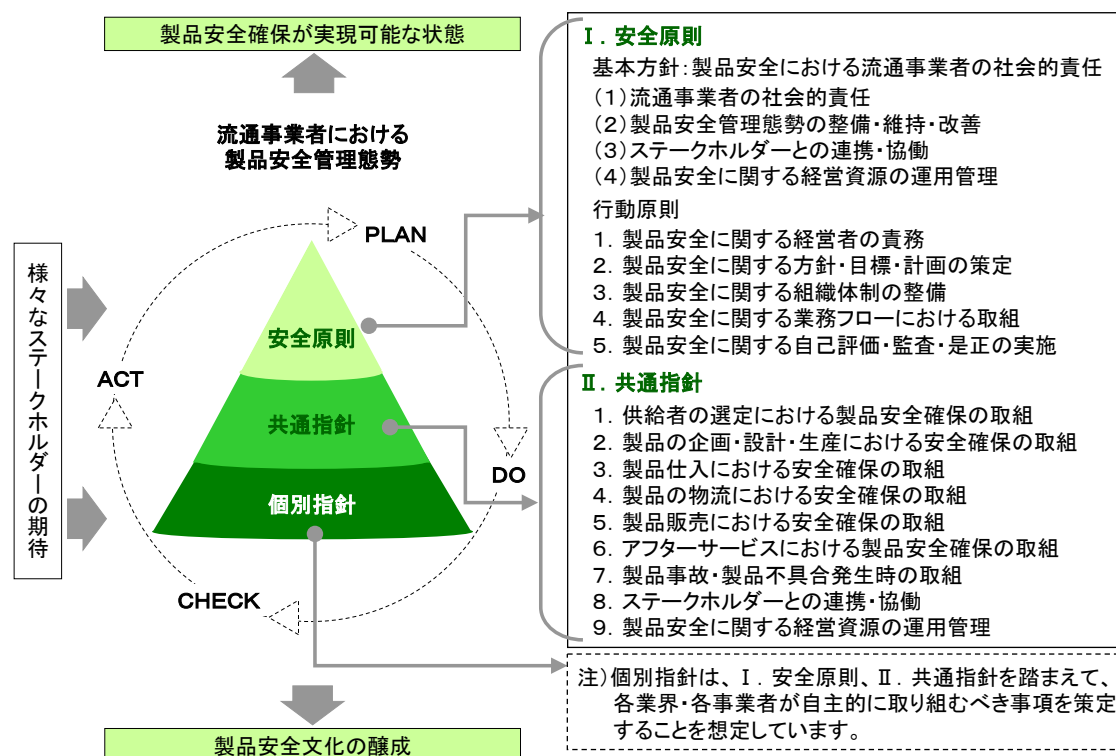 製品安全確保が実現可能な状態
流通事業者における
製品安全管理態勢
様々なステークホルダーの期待
PLAN
DO
CHECK
ACT
安全原則
共通指針
個別指針
製品安全文化の醸成
Ⅰ．安全原則
基本方針：製品安全における流通事業者の社会的責任
（１）流通事業者の社会的責任
（２）製品安全管理態勢の整備・維持・改善
（３）ステークホルダーとの連携・協働
（４）製品安全に関する経営資源の運用管理
行動原則
１．製品安全に関する経営者の責務
２．製品安全に関する方針・目標・計画の策定
３．製品安全に関する組織体制の整備
４．製品安全に関する業務フローにおける取組
５．製品安全に関する自己評価・監査・是正の実施
Ⅱ．共通指針
１．供給者の選定における製品安全確保の取組
２．製品の企画・設計・生産における安全確保の取組
３．製品仕入における安全確保の取組
４．製品の物流における安全確保の取組
５．製品販売における安全確保の取組
６．アフターサービスにおける製品安全確保の取組
７．製品事故・製品不具合発生時の取組
８．ステークホルダーとの連携・協働
９．製品安全に関する経営資源の運用管理
注）個別指針は、Ⅰ．安全原則、Ⅱ．共通指針を踏まえて、
各業界・各事業者が自主的に取り組むべき事項を策定
することを想定しています。